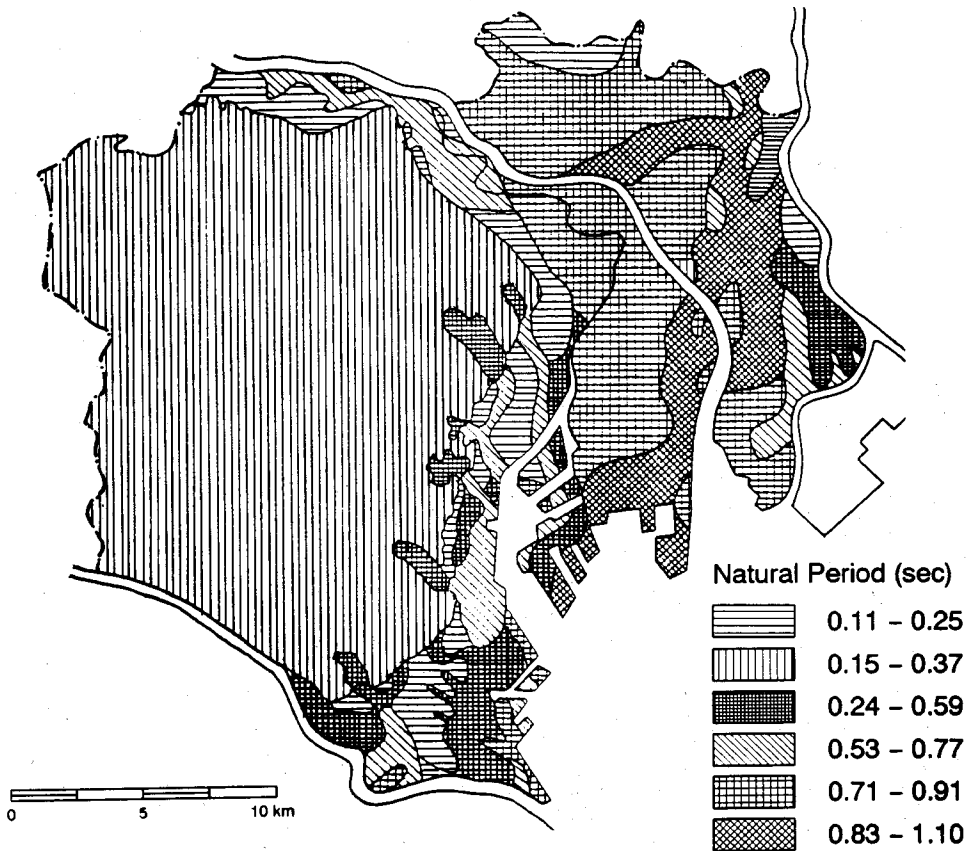 Natural Period (sec)
0.11 – 0.25
0.15 – 0.37
0.24 – 0.59
0.53 – 0.77
0.71 – 0.91
0.83 – 1.10
0 5 10 km